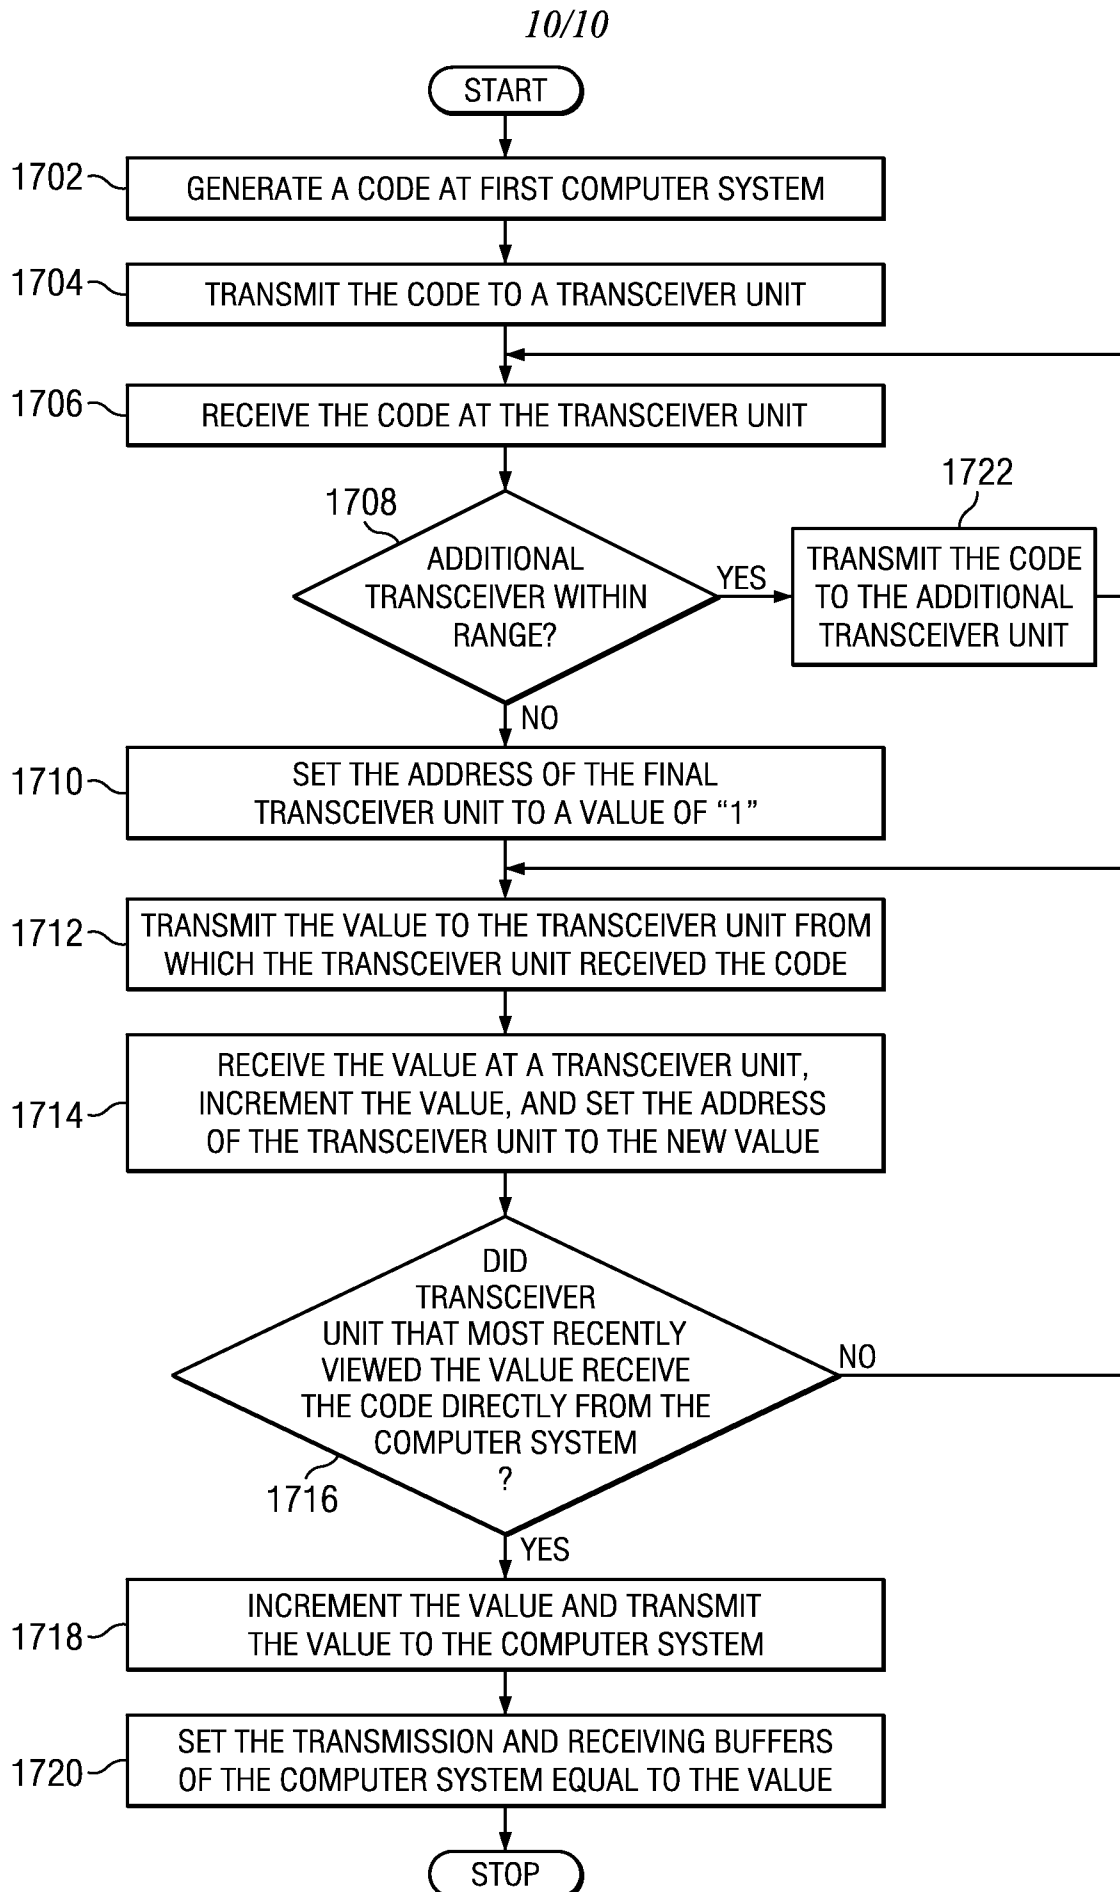 10/10
START
1702
GENERATE A CODE AT FIRST COMPUTER SYSTEM
1704
TRANSMIT THE CODE TO A TRANSCEIVER UNIT
1706
RECEIVE THE CODE AT THE TRANSCEIVER UNIT
1708
ADDITIONAL
TRANSCEIVER WITHIN
RANGE?
YES
1722
TRANSMIT THE CODE
TO THE ADDITIONAL
TRANSCEIVER UNIT
NO
1710
SET THE ADDRESS OF THE FINAL
TRANSCEIVER UNIT TO A VALUE OF “1”
1712
TRANSMIT THE VALUE TO THE TRANSCEIVER UNIT FROM
WHICH THE TRANSCEIVER UNIT RECEIVED THE CODE
1714
RECEIVE THE VALUE AT A TRANSCEIVER UNIT,
INCREMENT THE VALUE, AND SET THE ADDRESS
OF THE TRANSCEIVER UNIT TO THE NEW VALUE
DID
TRANSCEIVER
UNIT THAT MOST RECENTLY
VIEWED THE VALUE RECEIVE
THE CODE DIRECTLY FROM THE
COMPUTER SYSTEM
?
NO
1716
YES
1718
INCREMENT THE VALUE AND TRANSMIT
THE VALUE TO THE COMPUTER SYSTEM
1720
SET THE TRANSMISSION AND RECEIVING BUFFERS
OF THE COMPUTER SYSTEM EQUAL TO THE VALUE
STOP